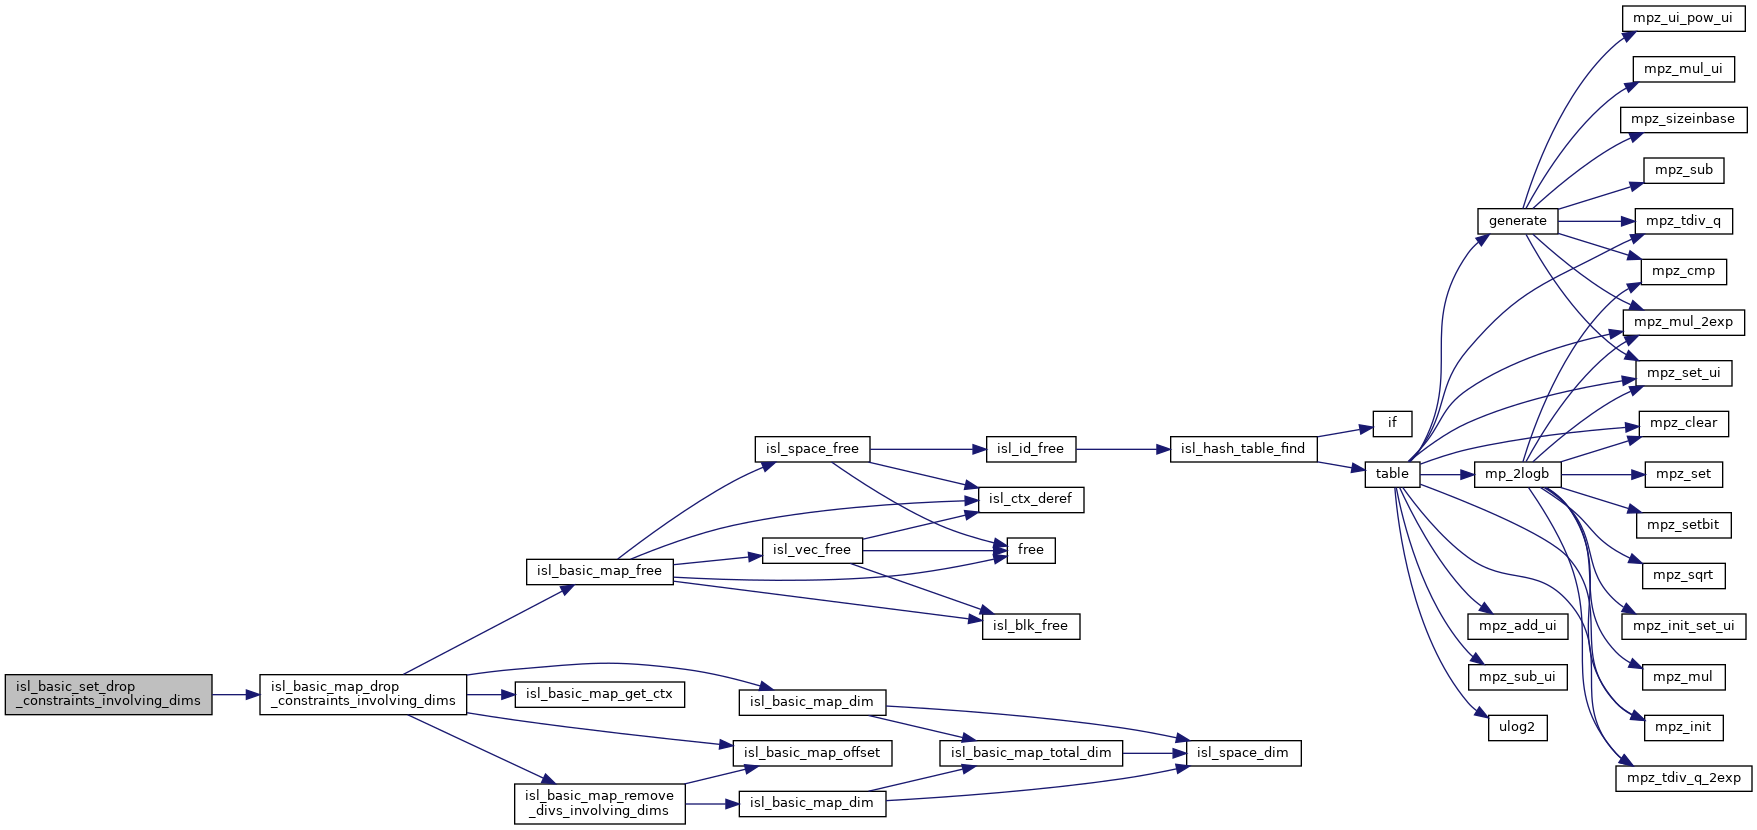 isl_basic_set_drop
_constraints_involving_dims
isl_basic_map_drop
_constraints_involving_dims
isl_basic_map_free
isl_basic_map_get_ctx
isl_basic_map_remove
_divs_involving_dims
isl_space_free
isl_vec_free
isl_basic_map_dim
isl_basic_map_offset
isl_basic_map_dim
isl_id_free
isl_ctx_deref
free
isl_blk_free
isl_basic_map_total_dim
isl_hash_table_find
isl_space_dim
if
table
generate
mp_2logb
mpz_add_ui
mpz_sub_ui
ulog2
mpz_ui_pow_ui
mpz_mul_ui
mpz_sizeinbase
mpz_sub
mpz_tdiv_q
mpz_cmp
mpz_mul_2exp
mpz_set_ui
mpz_clear
mpz_set
mpz_setbit
mpz_sqrt
mpz_init_set_ui
mpz_mul
mpz_init
mpz_tdiv_q_2exp